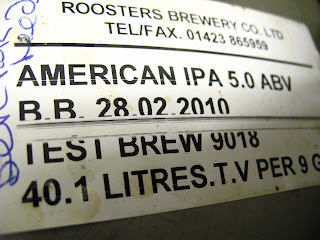 ROOSTERS BREWERY CO. LTD
TEL/FAX. 01423 865959
AMERICAN IPA 5.0 ABV
B.B. 28.02.2010
TEST BREW 9018
40.1 LITRES.T.V PER 9 G